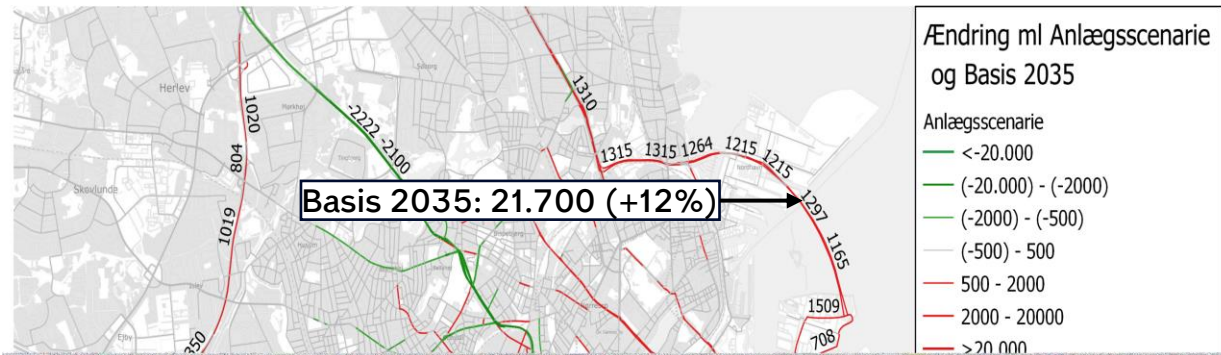 Ændring ml Anlægsscenarie
og Basis 2035
Anlægsscenarie
<-20.000
(-20.000) - (-2000)
(-2000) - (-500)
(-500) - 500
500 - 2000
2000 - 20000
>20.000
Herlev
Skovlunde
1020
804
1019
350
-2222 -2100
1310
1315
1315
1264
1215
1215
1297
1165
1509
708
Basis 2035: 21.700 (+12%)
Ejby